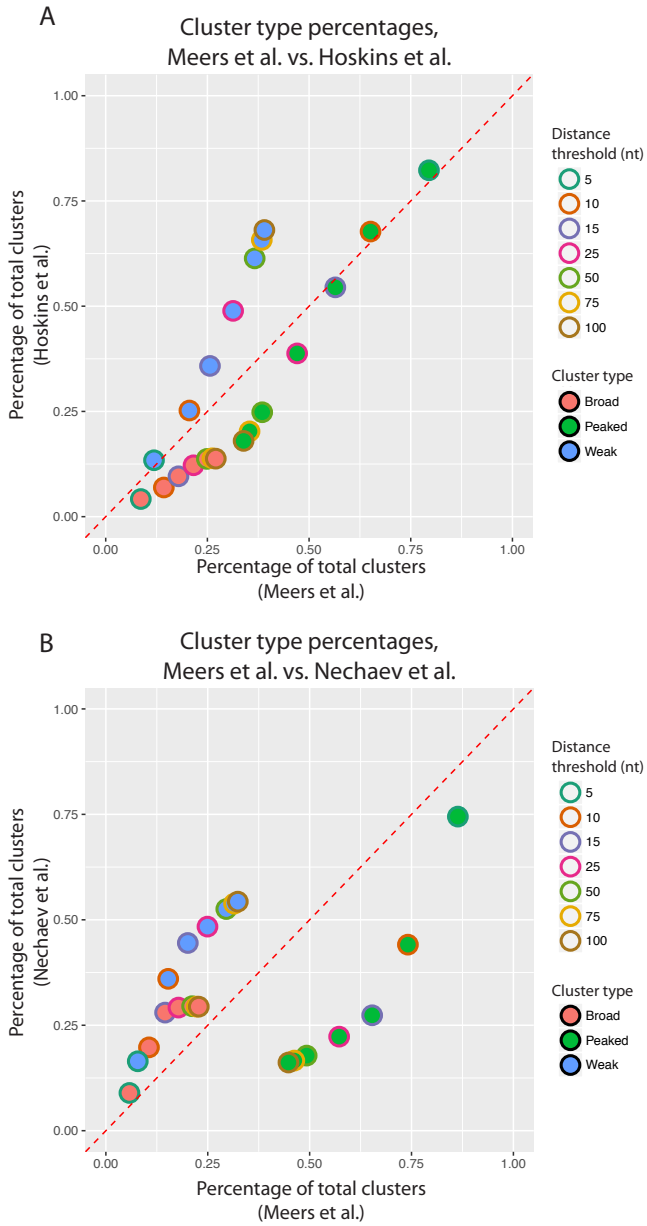 A
Cluster type percentages,
Meers et al. vs. Hoskins et al.
1.00
0.75
0.50
0.25
0.00
Percentage of total clusters
(Hoskins et al.)
0.00 0.25 0.50 0.75 1.00
Percentage of total clusters
(Meers et al.)
Distance
threshold (nt)
5
10
15
25
50
75
100
Cluster type
Broad
Peaked
Weak
B
Cluster type percentages,
Meers et al. vs. Nechaev et al.
1.00
0.75
0.50
0.25
0.00
Percentage of total clusters
(Nechaev et al.)
0.00 0.25 0.50 0.75 1.00
Percentage of total clusters
(Meers et al.)
Distance
threshold (nt)
5
10
15
25
50
75
100
Cluster type
Broad
Peaked
Weak